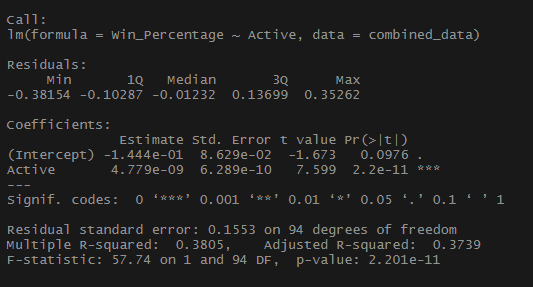 Call:
lm(formula = Win_Percentage ~ Active, data = combined_data)
Residuals:
     Min       1Q   Median       3Q      Max
-0.38154 -0.10287 -0.01232  0.13699  0.35262
Coefficients:
              Estimate Std. Error t value Pr(>|t|)
(Intercept) -1.444e-01  8.629e-02  -1.673   0.0976 .
Active       4.779e-09  6.289e-10   7.599  2.2e-11 ***
---
Signif. codes:  0 ‘***’ 0.001 ‘**’ 0.01 ‘*’ 0.05 ‘.’ 0.1 ‘ ’ 1
Residual standard error: 0.1553 on 94 degrees of freedom
Multiple R-squared:  0.3805,    Adjusted R-squared:  0.3739
F-statistic: 57.74 on 1 and 94 DF,  p-value: 2.201e-11